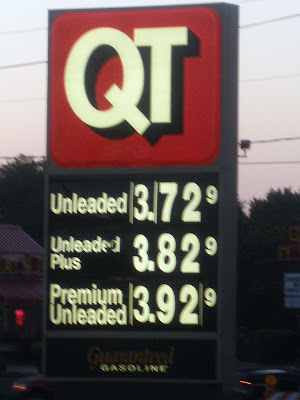 QT
Unleaded 3.72 9
Unleaded
Plus 3.82 9
Premium
Unleaded 3.92 9
Guaranteed
GASOLINE